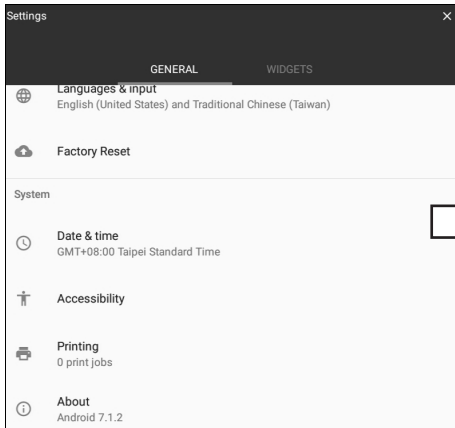 Settings
GENERAL WIDGETS
Languages & input
English (United States) and Traditional Chinese (Taiwan)
Factory Reset
System
Date & time
GMT+08:00 Taipei Standard Time
Accessibility
Printing
0 print jobs
About
Android 7.1.2